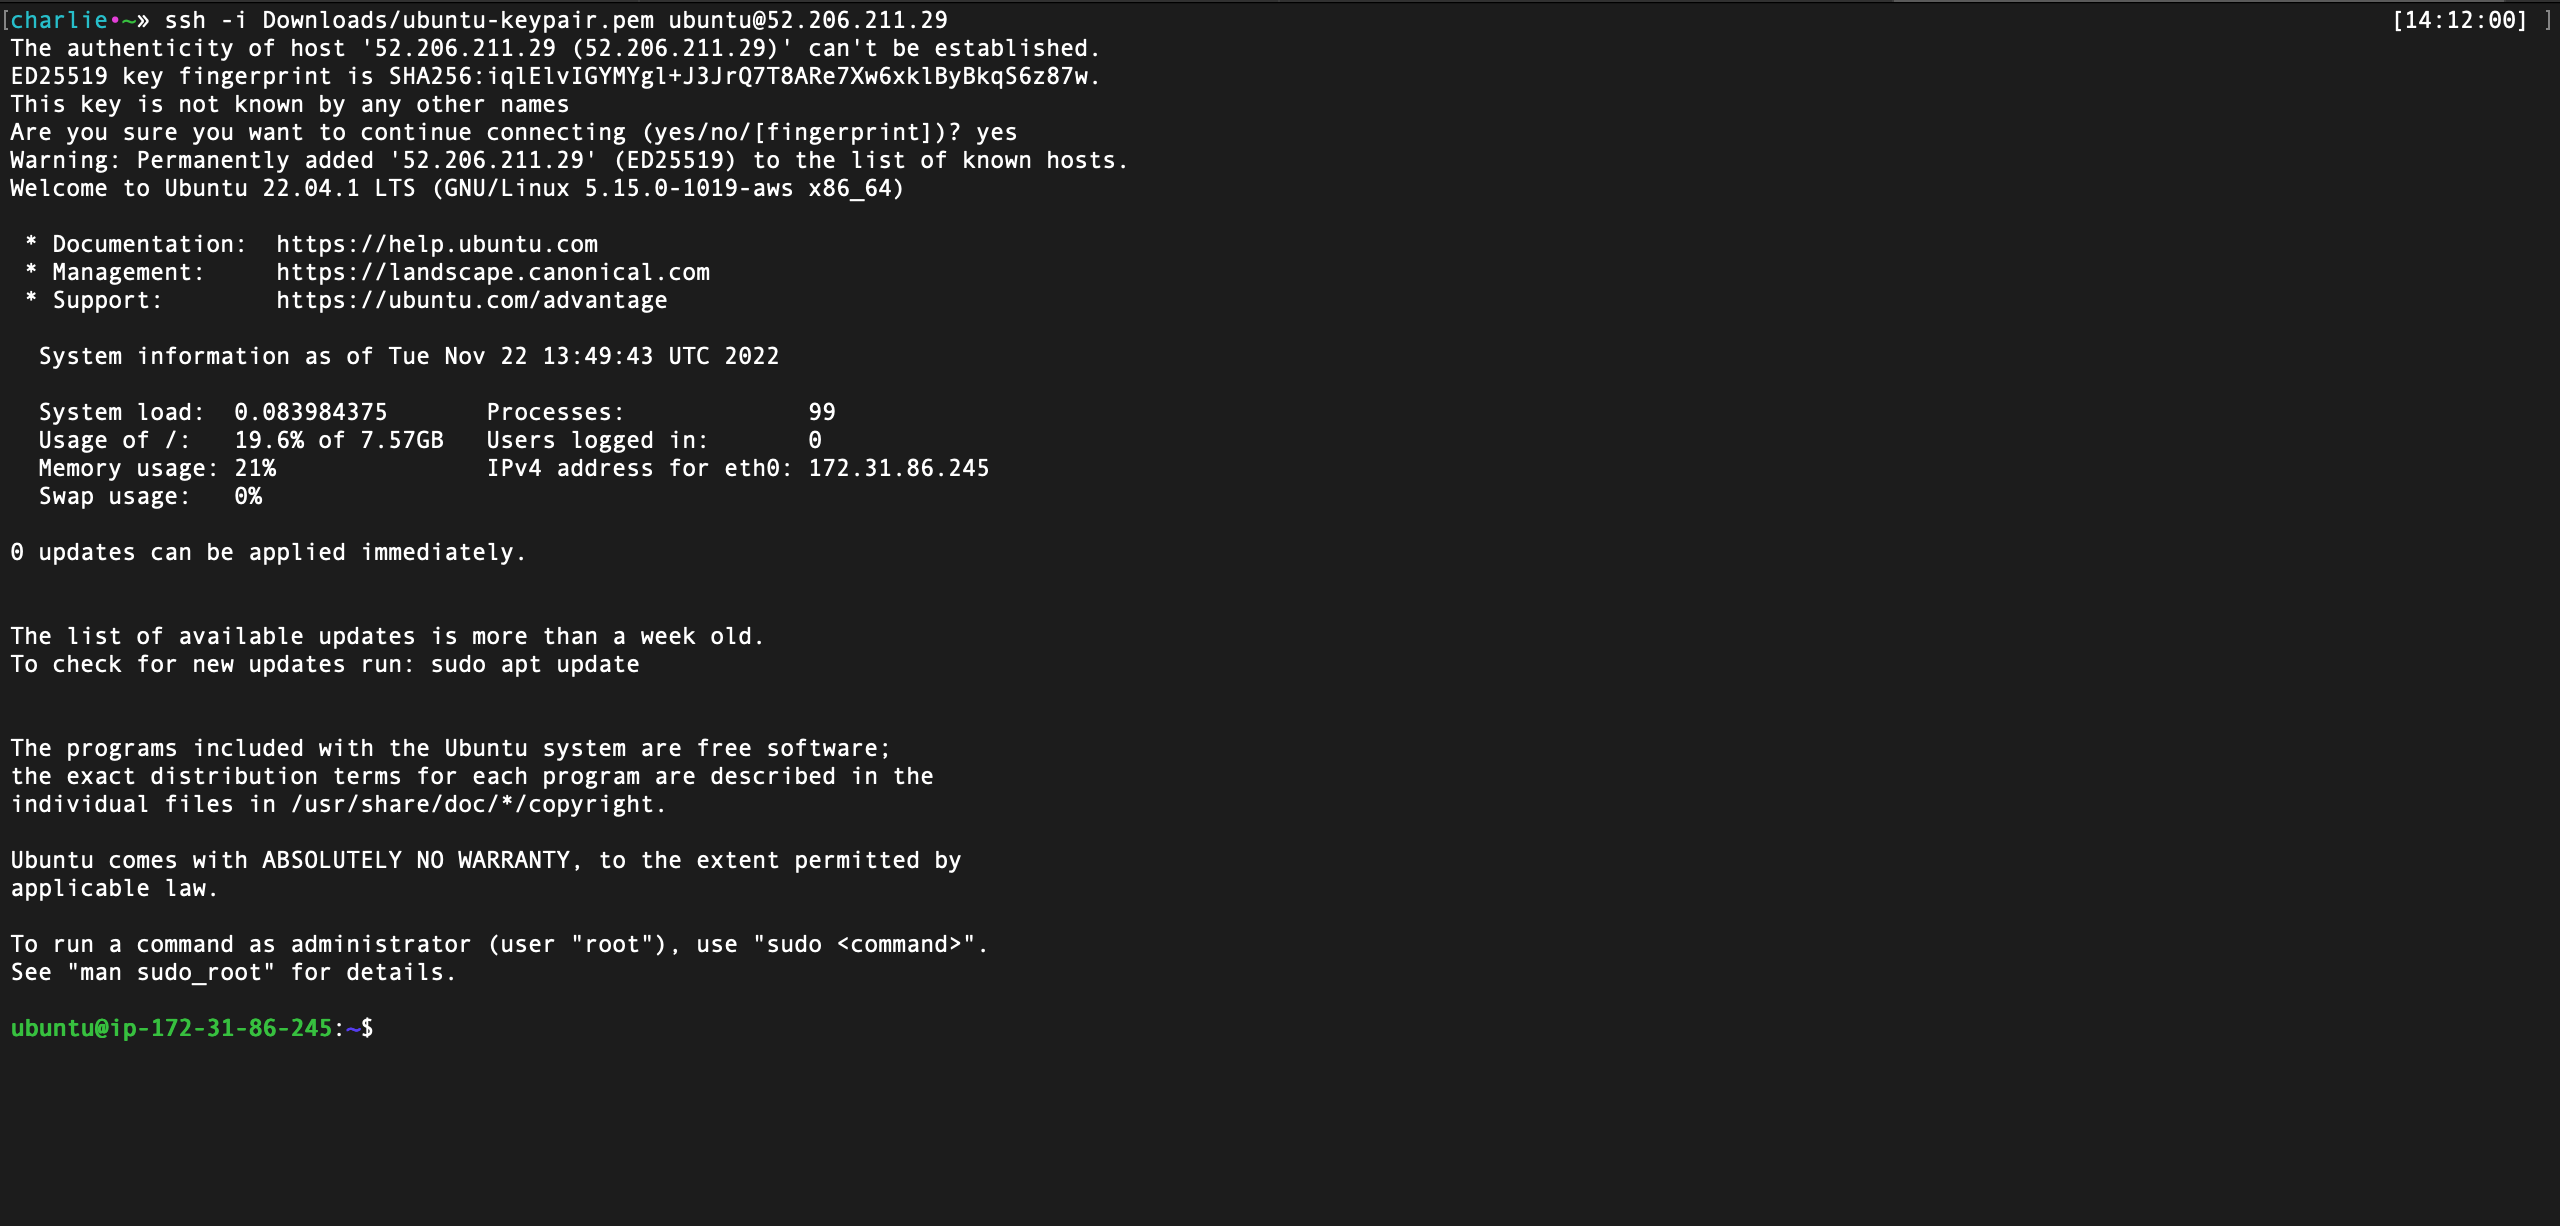 [charlie•~» ssh -i Downloads/ubuntu-keypair.pem ubuntu@52.206.211.29 [14:12:00] ]
The authenticity of host '52.206.211.29 (52.206.211.29)' can't be established.
ED25519 key fingerprint is SHA256:iqlElvIGYMYgl+J3JrQ7T8ARe7Xw6xklByBkqS6z87w.
This key is not known by any other names
Are you sure you want to continue connecting (yes/no/[fingerprint])? yes
Warning: Permanently added '52.206.211.29' (ED25519) to the list of known hosts.
Welcome to Ubuntu 22.04.1 LTS (GNU/Linux 5.15.0-1019-aws x86_64)

 * Documentation:  https://help.ubuntu.com
 * Management:     https://landscape.canonical.com
 * Support:        https://ubuntu.com/advantage

  System information as of Tue Nov 22 13:49:43 UTC 2022

  System load:  0.083984375       Processes:             99
  Usage of /:   19.6% of 7.57GB   Users logged in:       0
  Memory usage: 21%               IPv4 address for eth0: 172.31.86.245
  Swap usage:   0%

0 updates can be applied immediately.

The list of available updates is more than a week old.
To check for new updates run: sudo apt update

The programs included with the Ubuntu system are free software;
the exact distribution terms for each program are described in the
individual files in /usr/share/doc/*/copyright.

Ubuntu comes with ABSOLUTELY NO WARRANTY, to the extent permitted by
applicable law.

To run a command as administrator (user "root"), use "sudo <command>".
See "man sudo_root" for details.

ubuntu@ip-172-31-86-245:~$